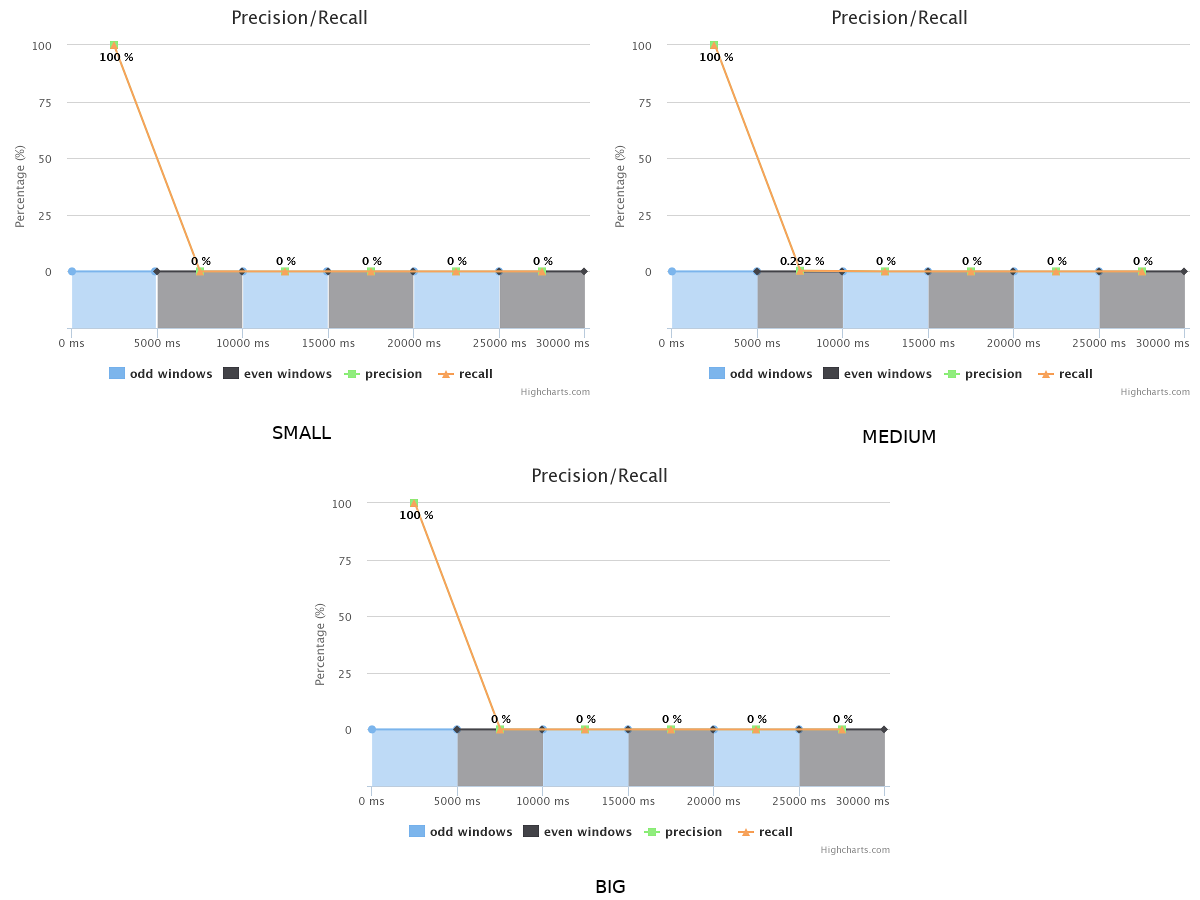 Precision/Recall
Percentage (%)
100
75
50
25
0
100 %
0 %
0 %
0 %
0 %
0 %
0 ms 5000 ms 10000 ms 15000 ms 20000 ms 25000 ms 30000 ms
odd windows even windows precision recall
Highcharts.com
SMALL
Precision/Recall
Percentage (%)
100
75
50
25
0
100 %
0.292 %
0 %
0 %
0 %
0 %
0 ms 5000 ms 10000 ms 15000 ms 20000 ms 25000 ms 30000 ms
odd windows even windows precision recall
Highcharts.com
MEDIUM
Precision/Recall
Percentage (%)
100
75
50
25
0
100 %
0 %
0 %
0 %
0 %
0 %
0 ms 5000 ms 10000 ms 15000 ms 20000 ms 25000 ms 30000 ms
odd windows even windows precision recall
Highcharts.com
BIG